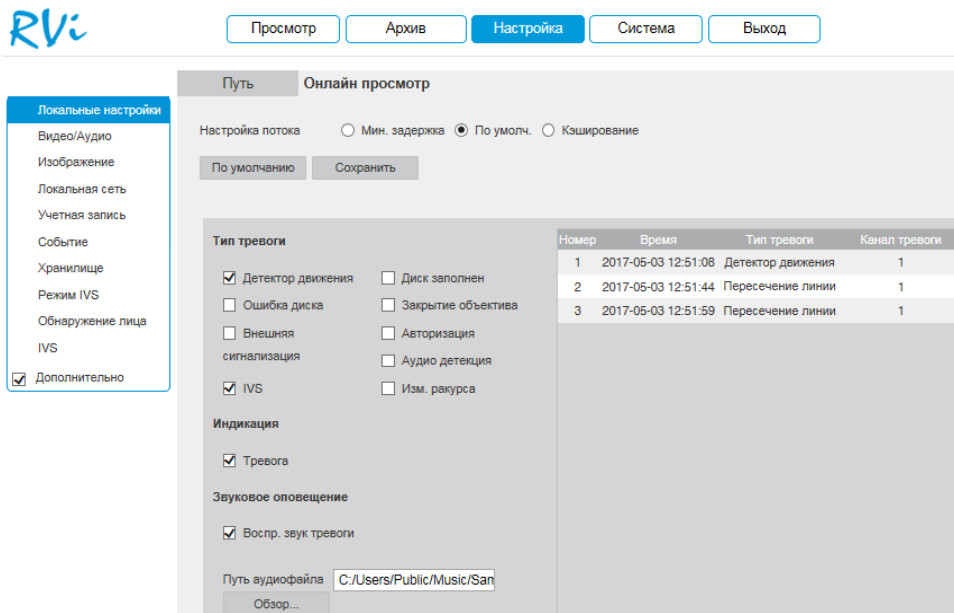 RVi
Просмотр Архив Настройка Система Выход
Путь Онлайн просмотр
Локальные настройки
Видео/Аудио
Изображение
Локальная сеть
Учетная запись
Событие
Хранилище
Режим IVS
Обнаружение лица
IVS
Дополнительно
Настройка потока Мин. задержка По умолч. Кэширование
По умолчанию Сохранить
Тип тревоги
Детектор движения Диск заполнен
Ошибка диска Закрытие объектива
Внешняя сигнализация Авторизация
Аудио детекция
IVS Изм. ракурса
Индикация
Тревога
Звуковое оповещение
Воспр. звук тревоги
Путь аудиофайла C:/Users/Public/Music/Sam
Обзор...
Номер Время Тип тревоги Канал тревоги
1 2017-05-03 12:51:08 Детектор движения 1
2 2017-05-03 12:51:44 Пересечение линии 1
3 2017-05-03 12:51:59 Пересечение линии 1